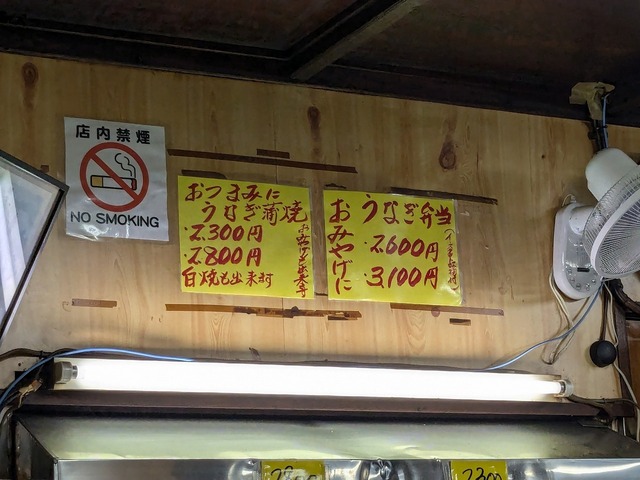 店内禁煙
NO SMOKING
おつまみに
うなぎ蒲焼
・2,300円
・2,800円
白焼も出来ます
うなぎ弁当
おみやげに
・2,600円
・3,100円
2300